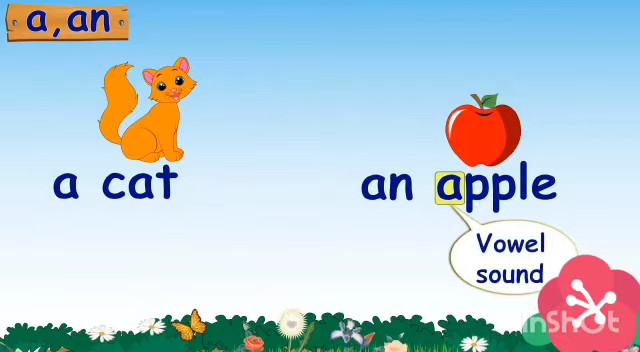 a, an
a cat
an apple
Vowel
sound
InShOt